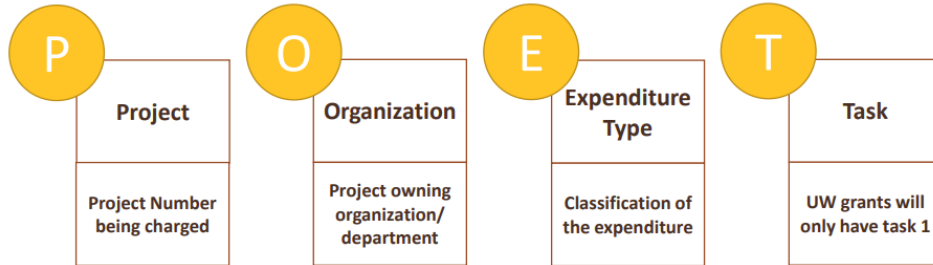 P
Project
Project Number
being charged
O
Organization
Project owning
organization/
department
E
Expenditure
Type
Classification of
the expenditure
T
Task
UW grants will
only have task 1